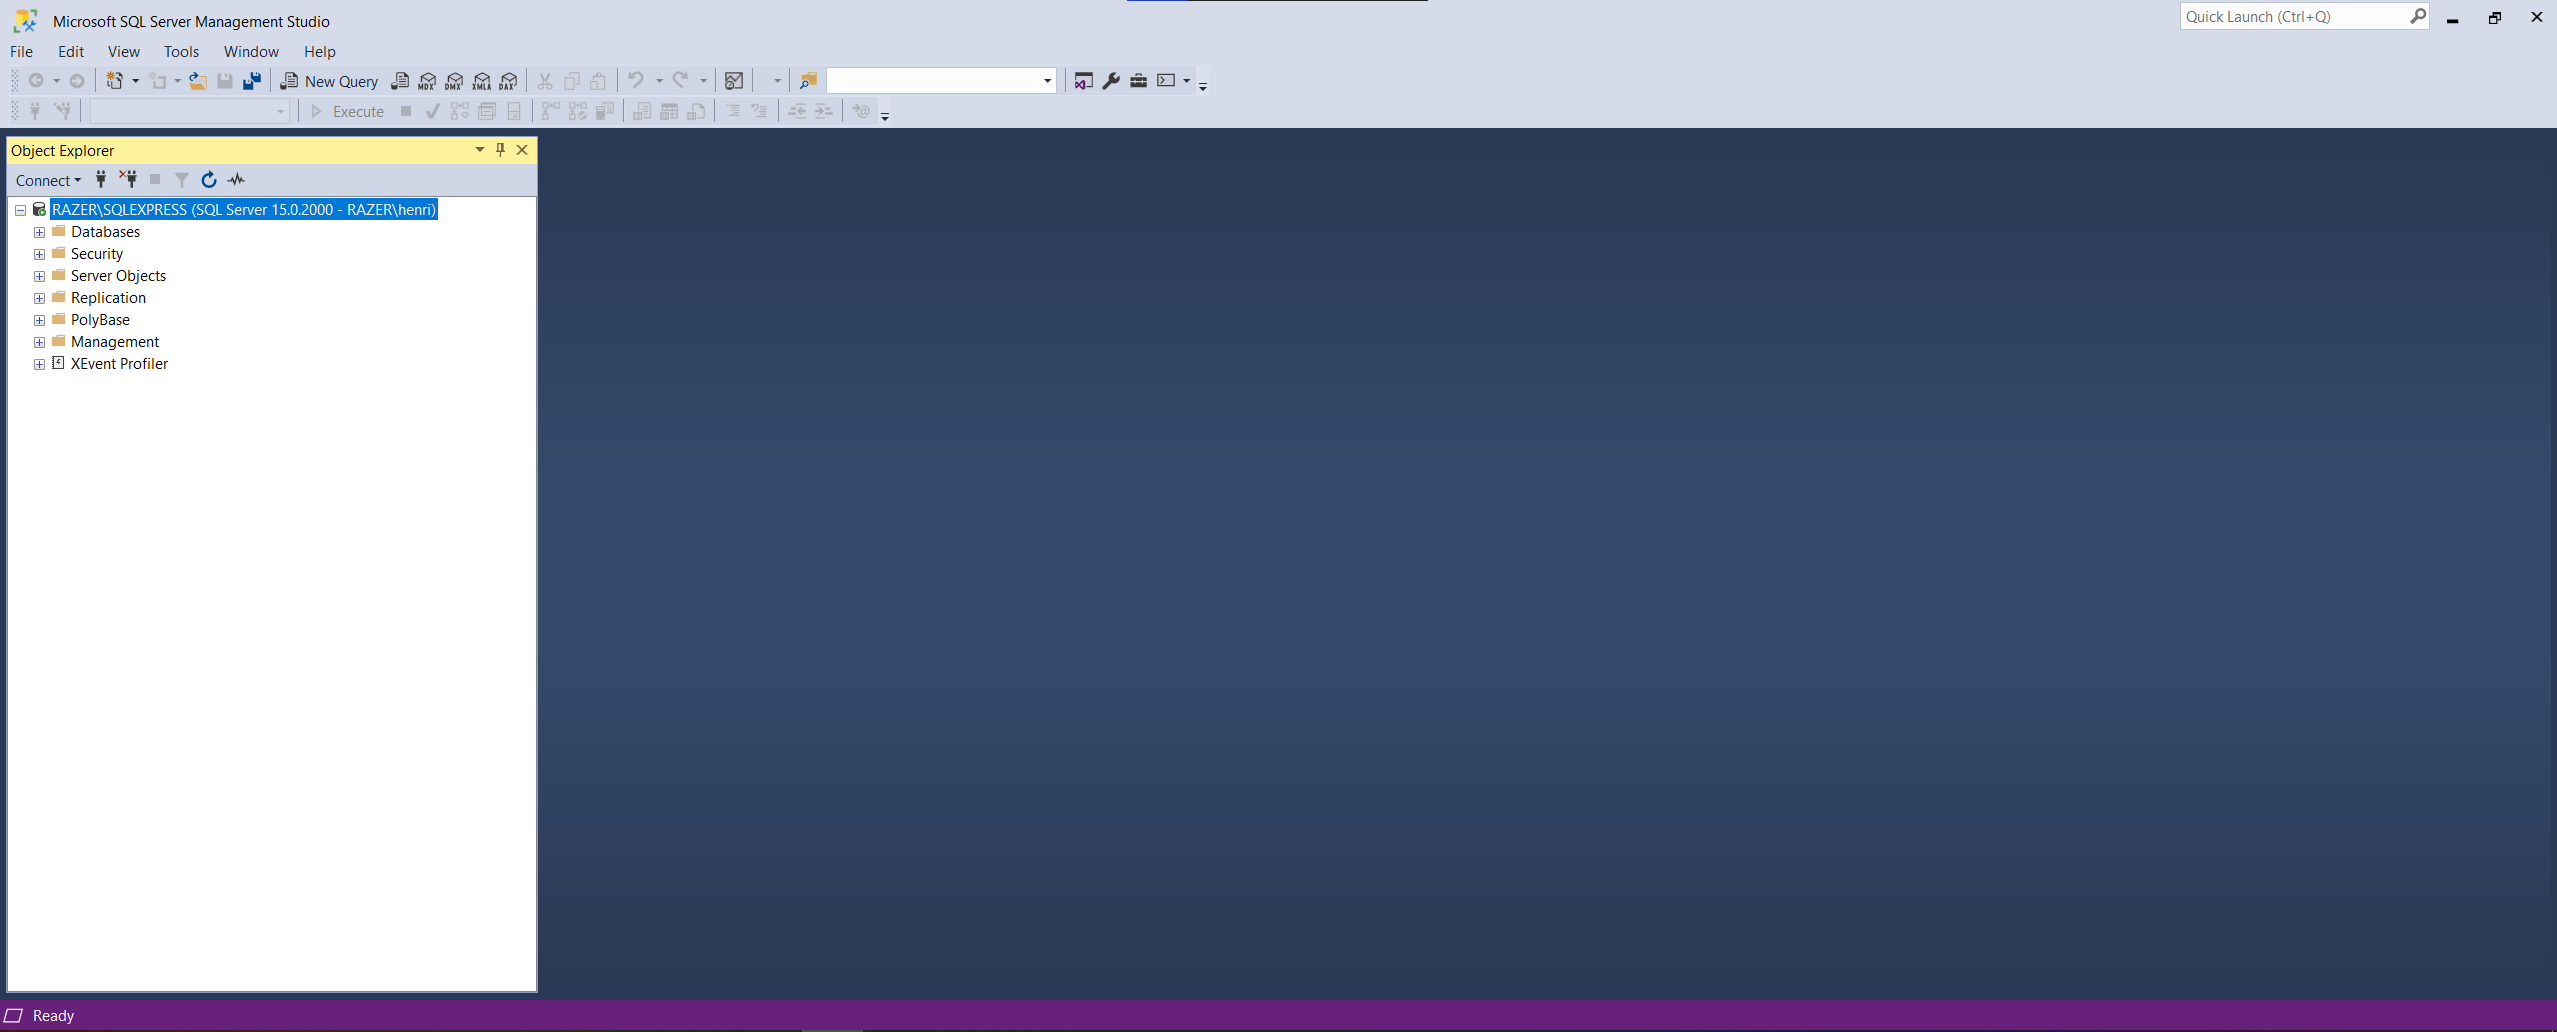 Microsoft SQL Server Management Studio
Quick Launch (Ctrl+Q)
File Edit View Tools Window Help
New Query MDX DMX XMLA DAX
Execute
Object Explorer
Connect
RAZER\SQLEXPRESS (SQL Server 15.0.2000 - RAZER\henri)
Databases
Security
Server Objects
Replication
PolyBase
Management
XEvent Profiler
Ready